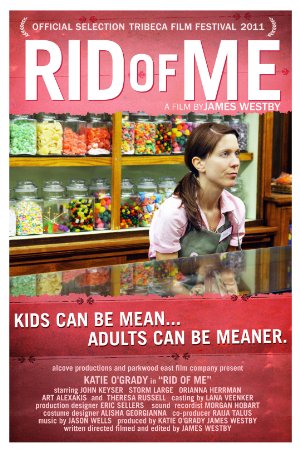 OFFICIAL SELECTION TRIBECA FILM FESTIVAL 2011
RID OF ME
A FILM BY JAMES WESTBY
KIDS CAN BE MEAN...
ADULTS CAN BE MEANER.
alcove productions and parkwood east film company present
KATIE O'GRADY in "RID OF ME"
starring JOHN KEYSER STORM LARGE ORIANNA HERRMAN
ART ALEXAKIS and THERESA RUSSELL casting by LANA VEENKER
production designer ERIC SELLERS sound recordist MORGAN HOBART
costume designer ALISHA GEORGIANNA co-producer RAIJA TALUS
music by JASON WELLS produced by KATIE O'GRADY JAMES WESTBY
written directed filmed and edited by JAMES WESTBY